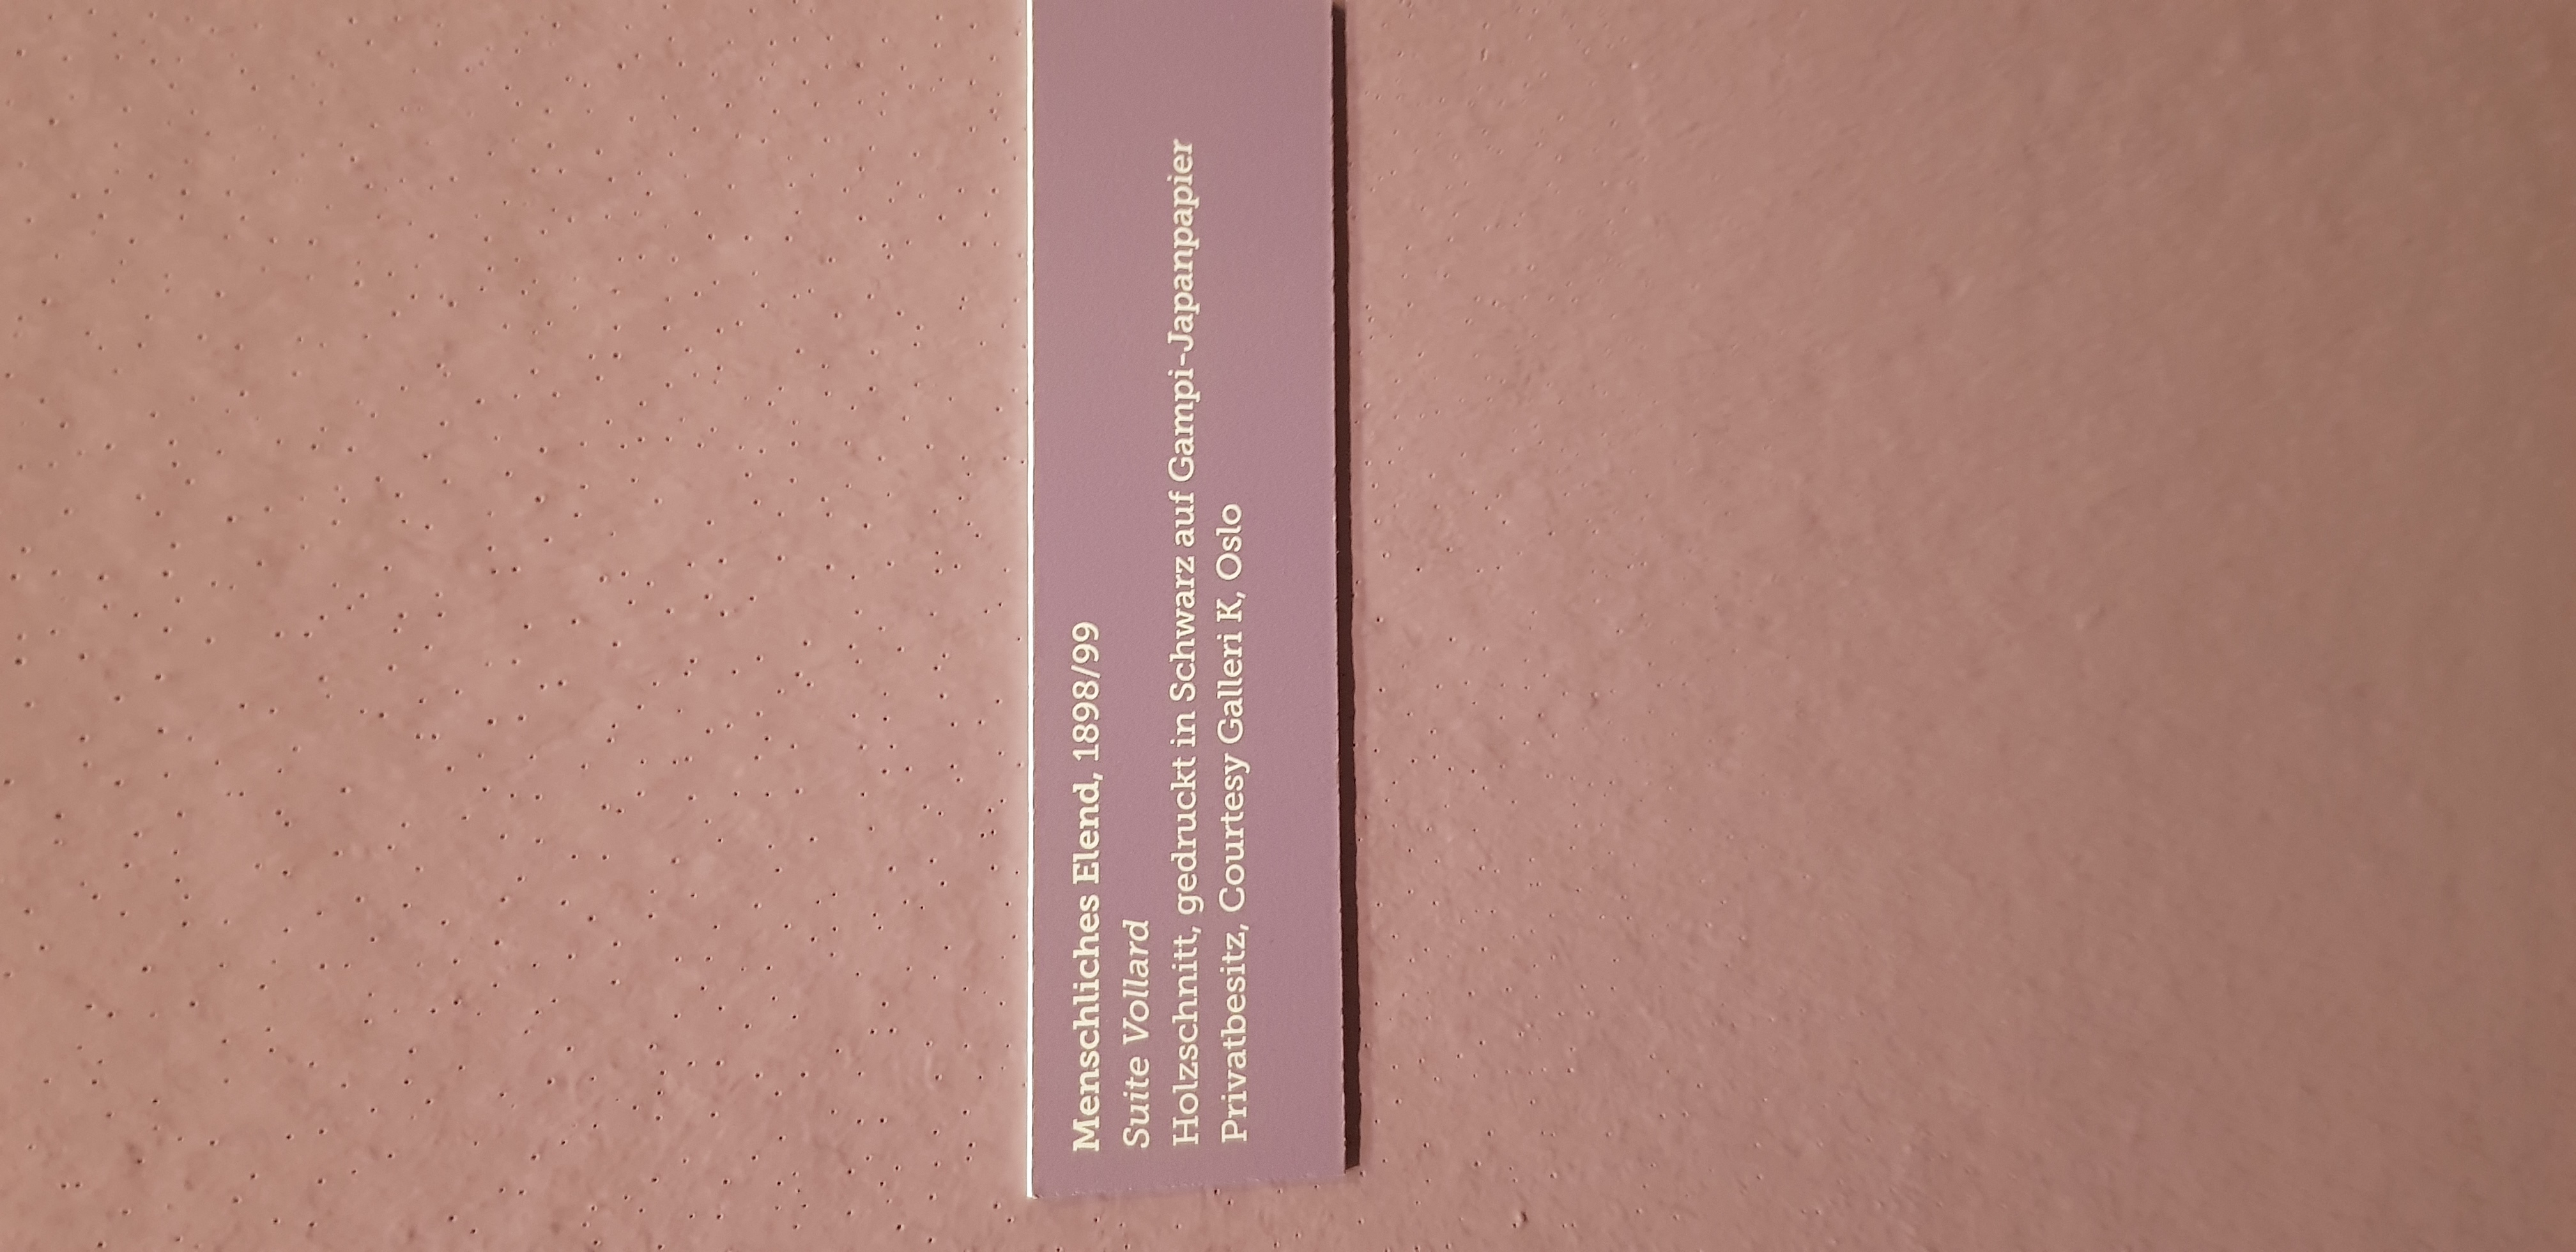 Menschliches Elend, 1898/99
Suite Vollard
Holzschnitt, gedruckt in Schwarz auf Gampi-Japanpapier
Privatbesitz, Courtesy Galleri K, Oslo